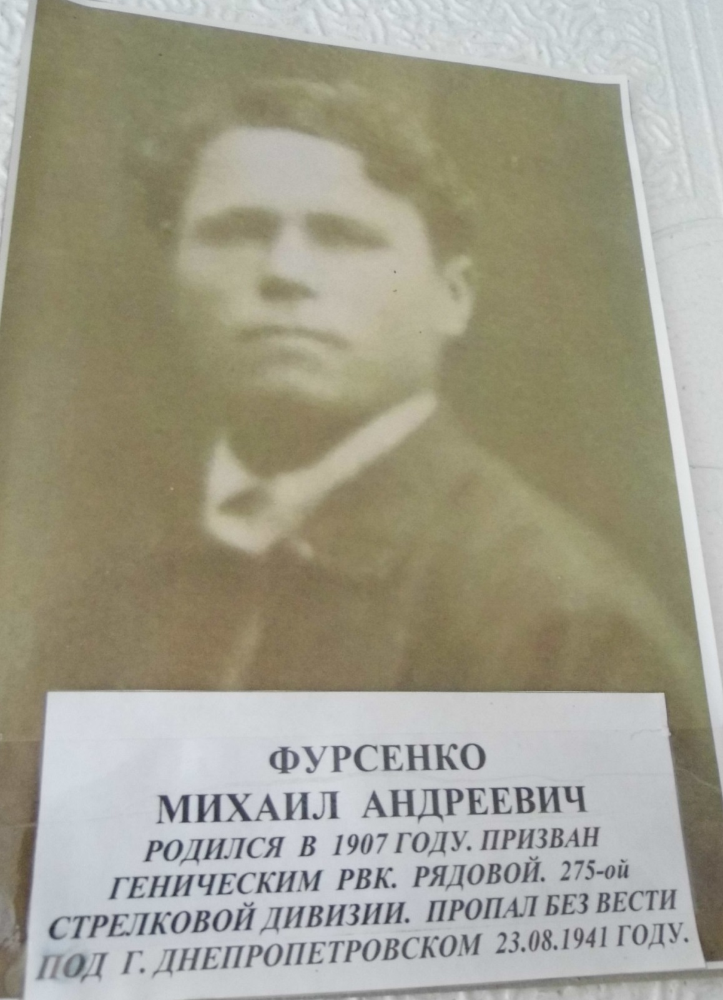 ФУРСЕНКО
МИХАИЛ АНДРЕЕВИЧ
РОДИЛСЯ В 1907 ГОДУ. ПРИЗВАН
ГЕНИЧЕСКИМ РВК. РЯДОВОЙ. 275-ой
СТРЕЛКОВОЙ ДИВИЗИИ. ПРОПАЛ БЕЗ ВЕСТИ
ПОД Г. ДНЕПРОПЕТРОВСКОМ 23.08.1941 ГОДУ.